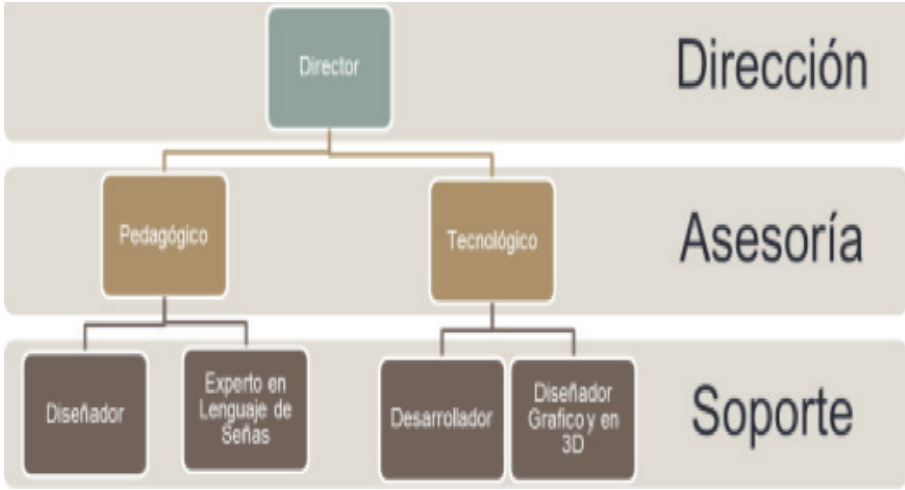 Director
Dirección
Pedagógico
Tecnológico
Asesoría
Diseñador
Experto en
Lenguaje de
Señas
Desarrollador
Diseñador
Grafico y en
3D
Soporte